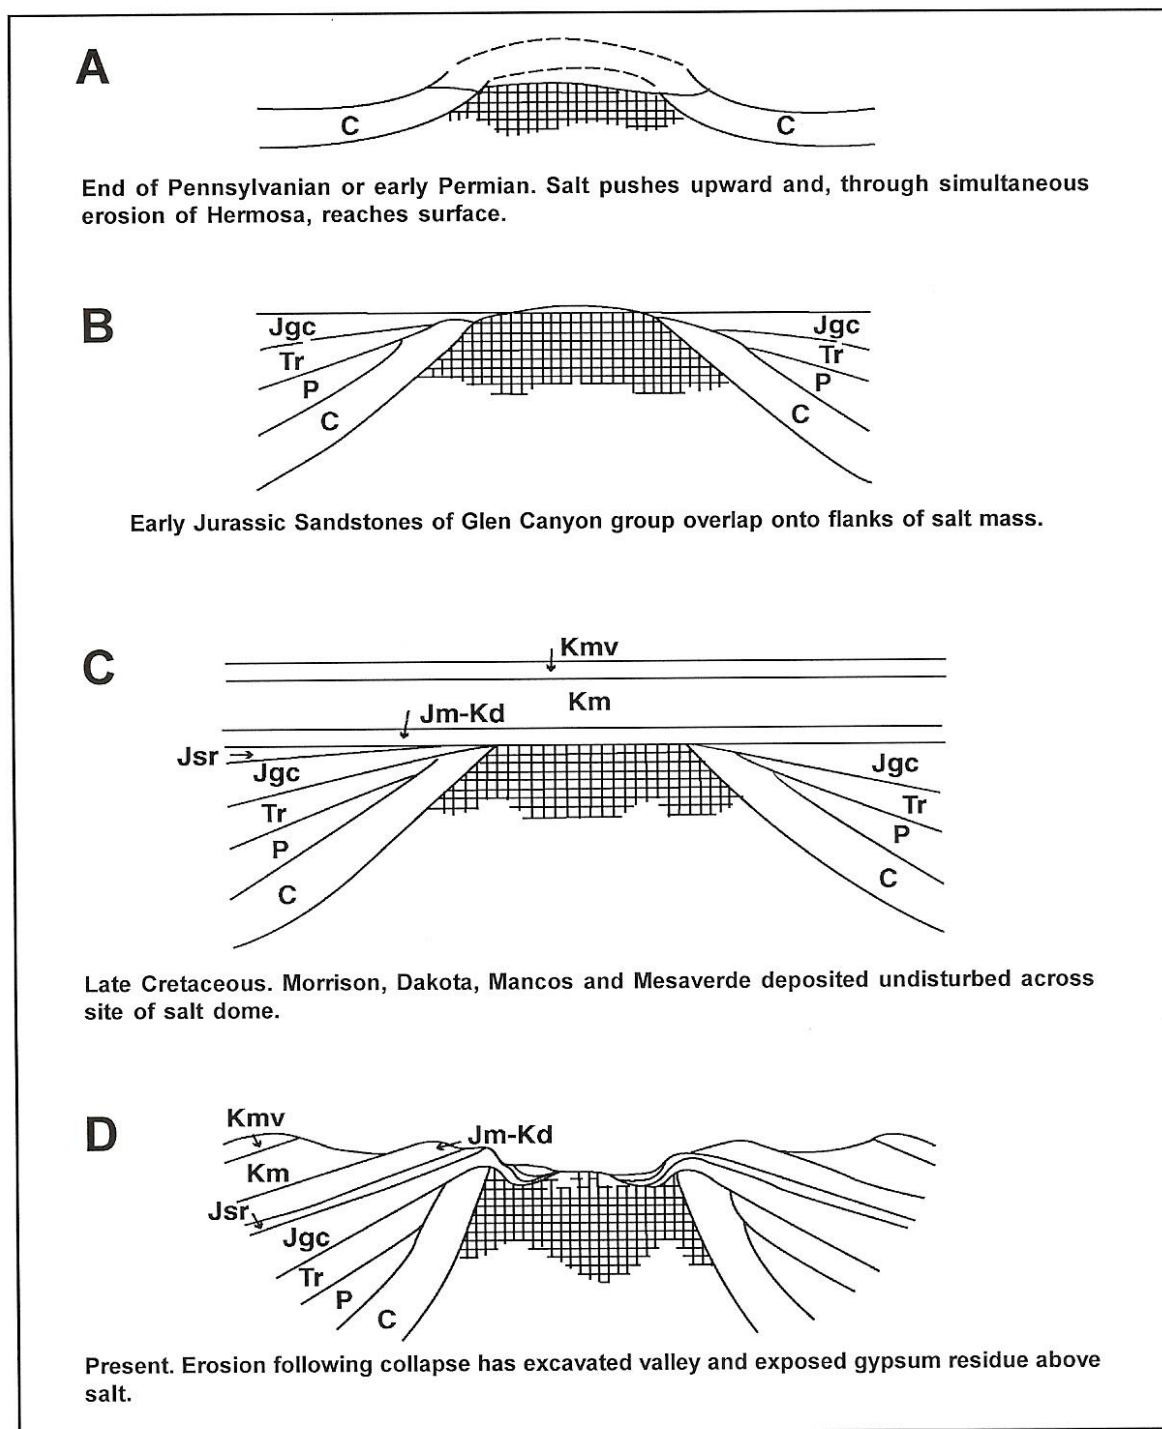 A
C C
End of Pennsylvanian or early Permian. Salt pushes upward and, through simultaneous
erosion of Hermosa, reaches surface.
B
Jgc Jgc
Tr Tr
P P
C C
Early Jurassic Sandstones of Glen Canyon group overlap onto flanks of salt mass.
C
Kmv
Km
Jm-Kd
Jsr
Jgc Jgc
Tr Tr
P P
C C
Late Cretaceous. Morrison, Dakota, Mancos and Mesaverde deposited undisturbed across
site of salt dome.
D
Kmv
Jm-Kd
Km
Jsr
Jgc
Tr
P
C
Present. Erosion following collapse has excavated valley and exposed gypsum residue above
salt.